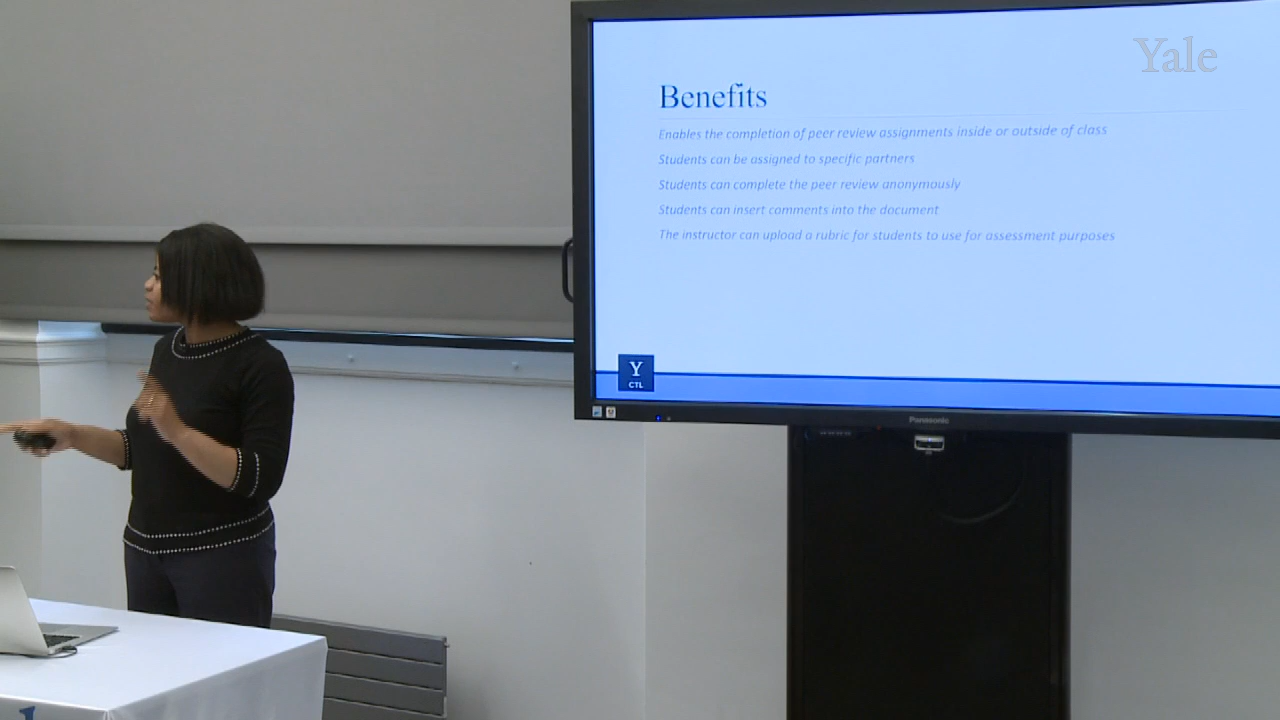 Yale
Benefits
Enables the completion of peer review assignments inside or outside of class
Students can be assigned to specific partners
Students can complete the peer review anonymously
Students can insert comments into the document
The instructor can upload a rubric for students to use for assessment purposes
Y
CTL
Panasonic